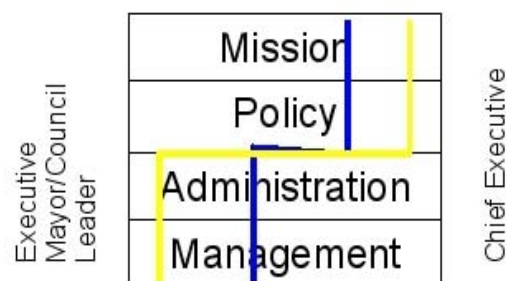 Executive
Mayor/Council
Leader
Mission
Policy
Administration
Management
Chief Executive